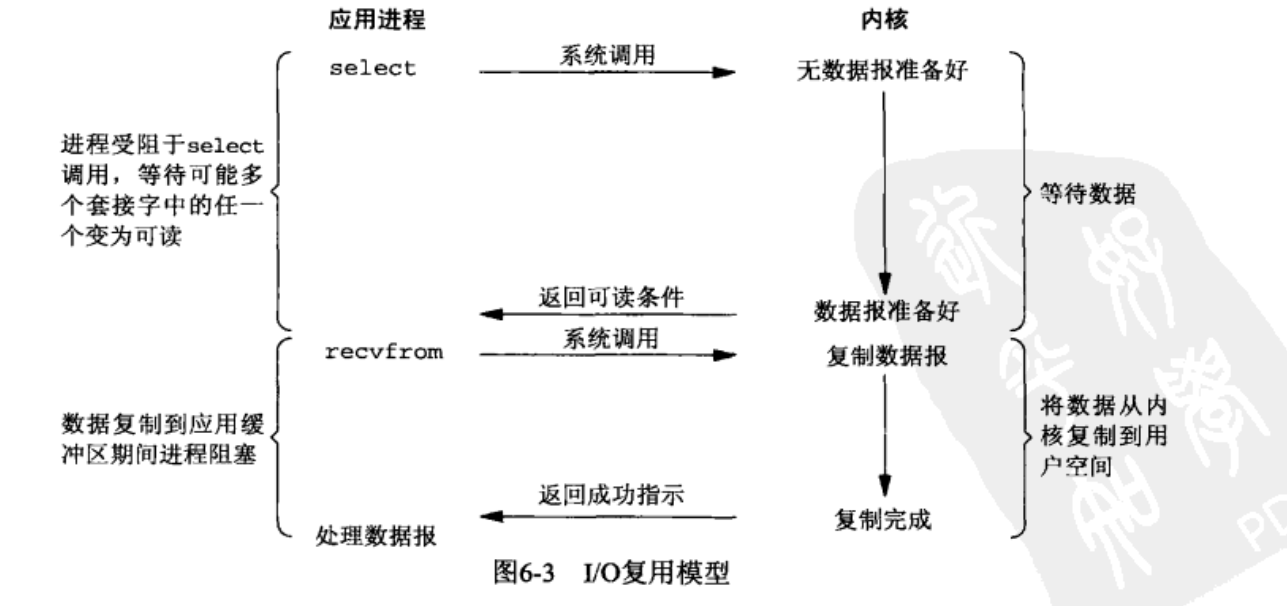 应用进程
内核
select
系统调用
无数据报准备好
进程受阻于select
调用，等待可能多
个套接字中的任一
个变为可读
等待数据
返回可读条件
数据报准备好
recvfrom
系统调用
复制数据报
数据复制到应用缓
冲区期间进程阻塞
将数据从内
核复制到用
户空间
返回成功指示
复制完成
处理数据报
图6-3 I/O复用模型
PD